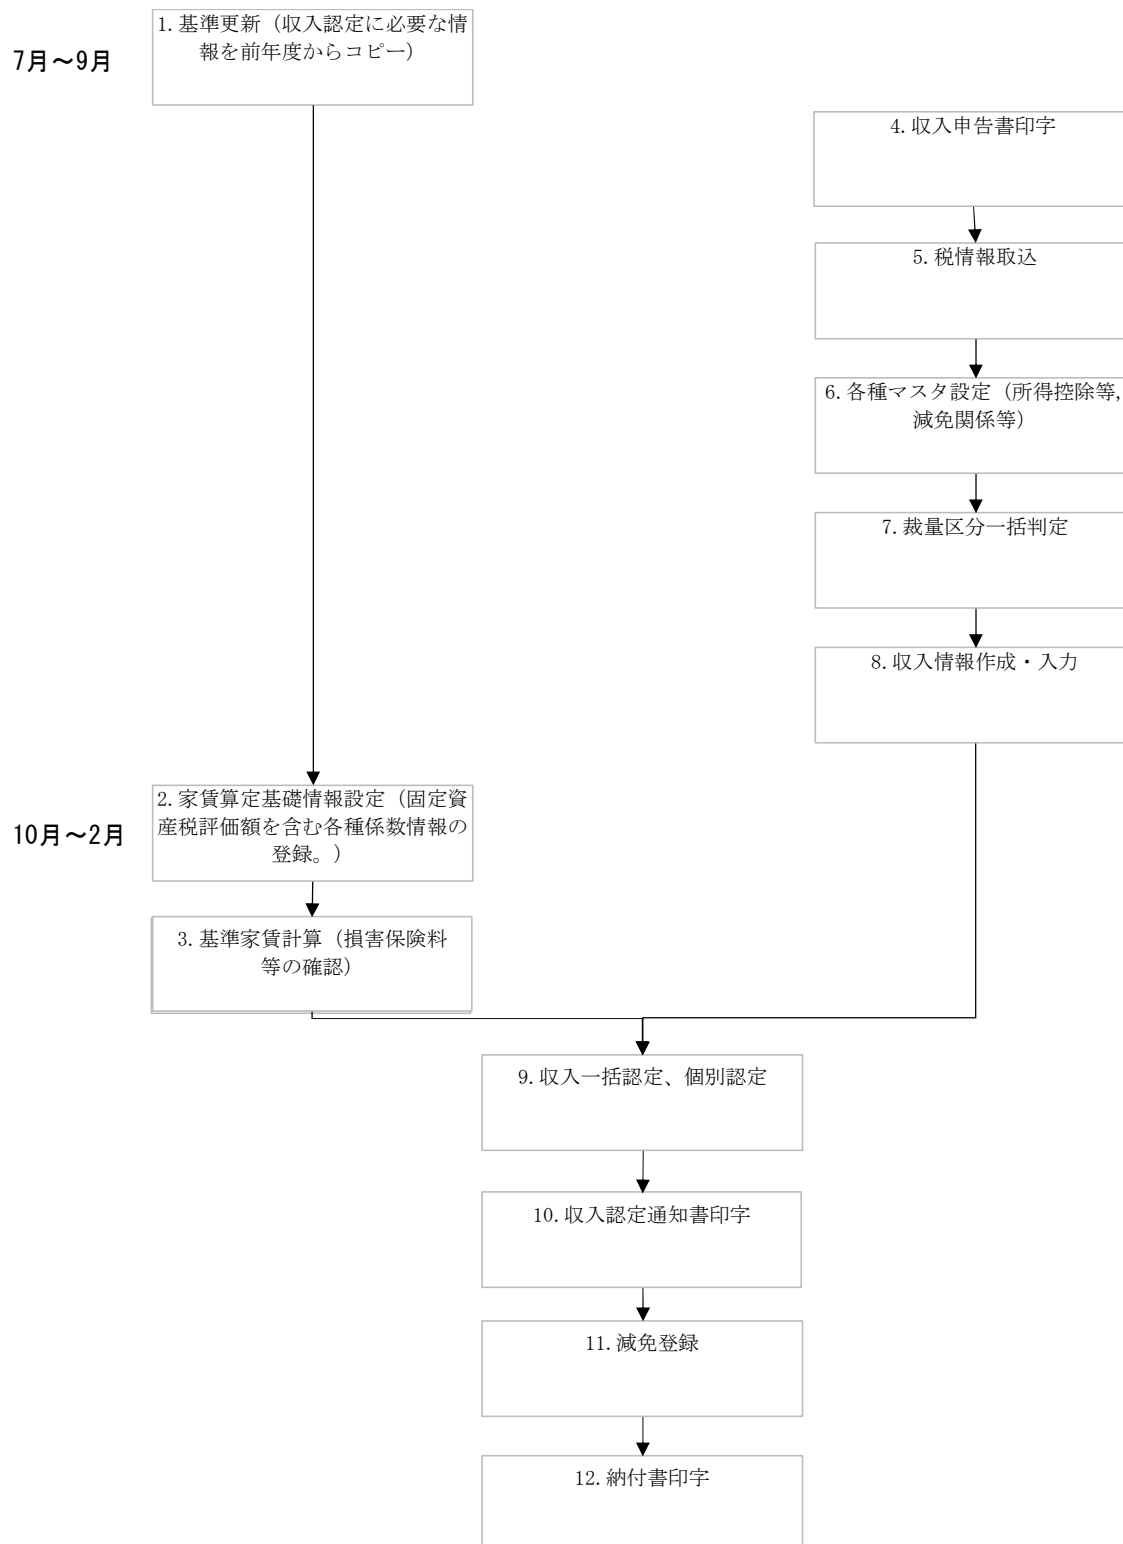 7月～9月
1.基準更新（収入認定に必要な情
報を前年度からコピー）
4.収入申告書印字
5.税情報取込
6.各種マスタ設定（所得控除等,
減免関係等）
7.裁量区分一括判定
8.収入情報作成・入力
10月～2月
2.家賃算定基礎情報設定（固定資
産税評価額を含む各種係数情報の
登録。）
3.基準家賃計算（損害保険料
等の確認）
9.収入一括認定、個別認定
10.収入認定通知書印字
11.減免登録
12.納付書印字